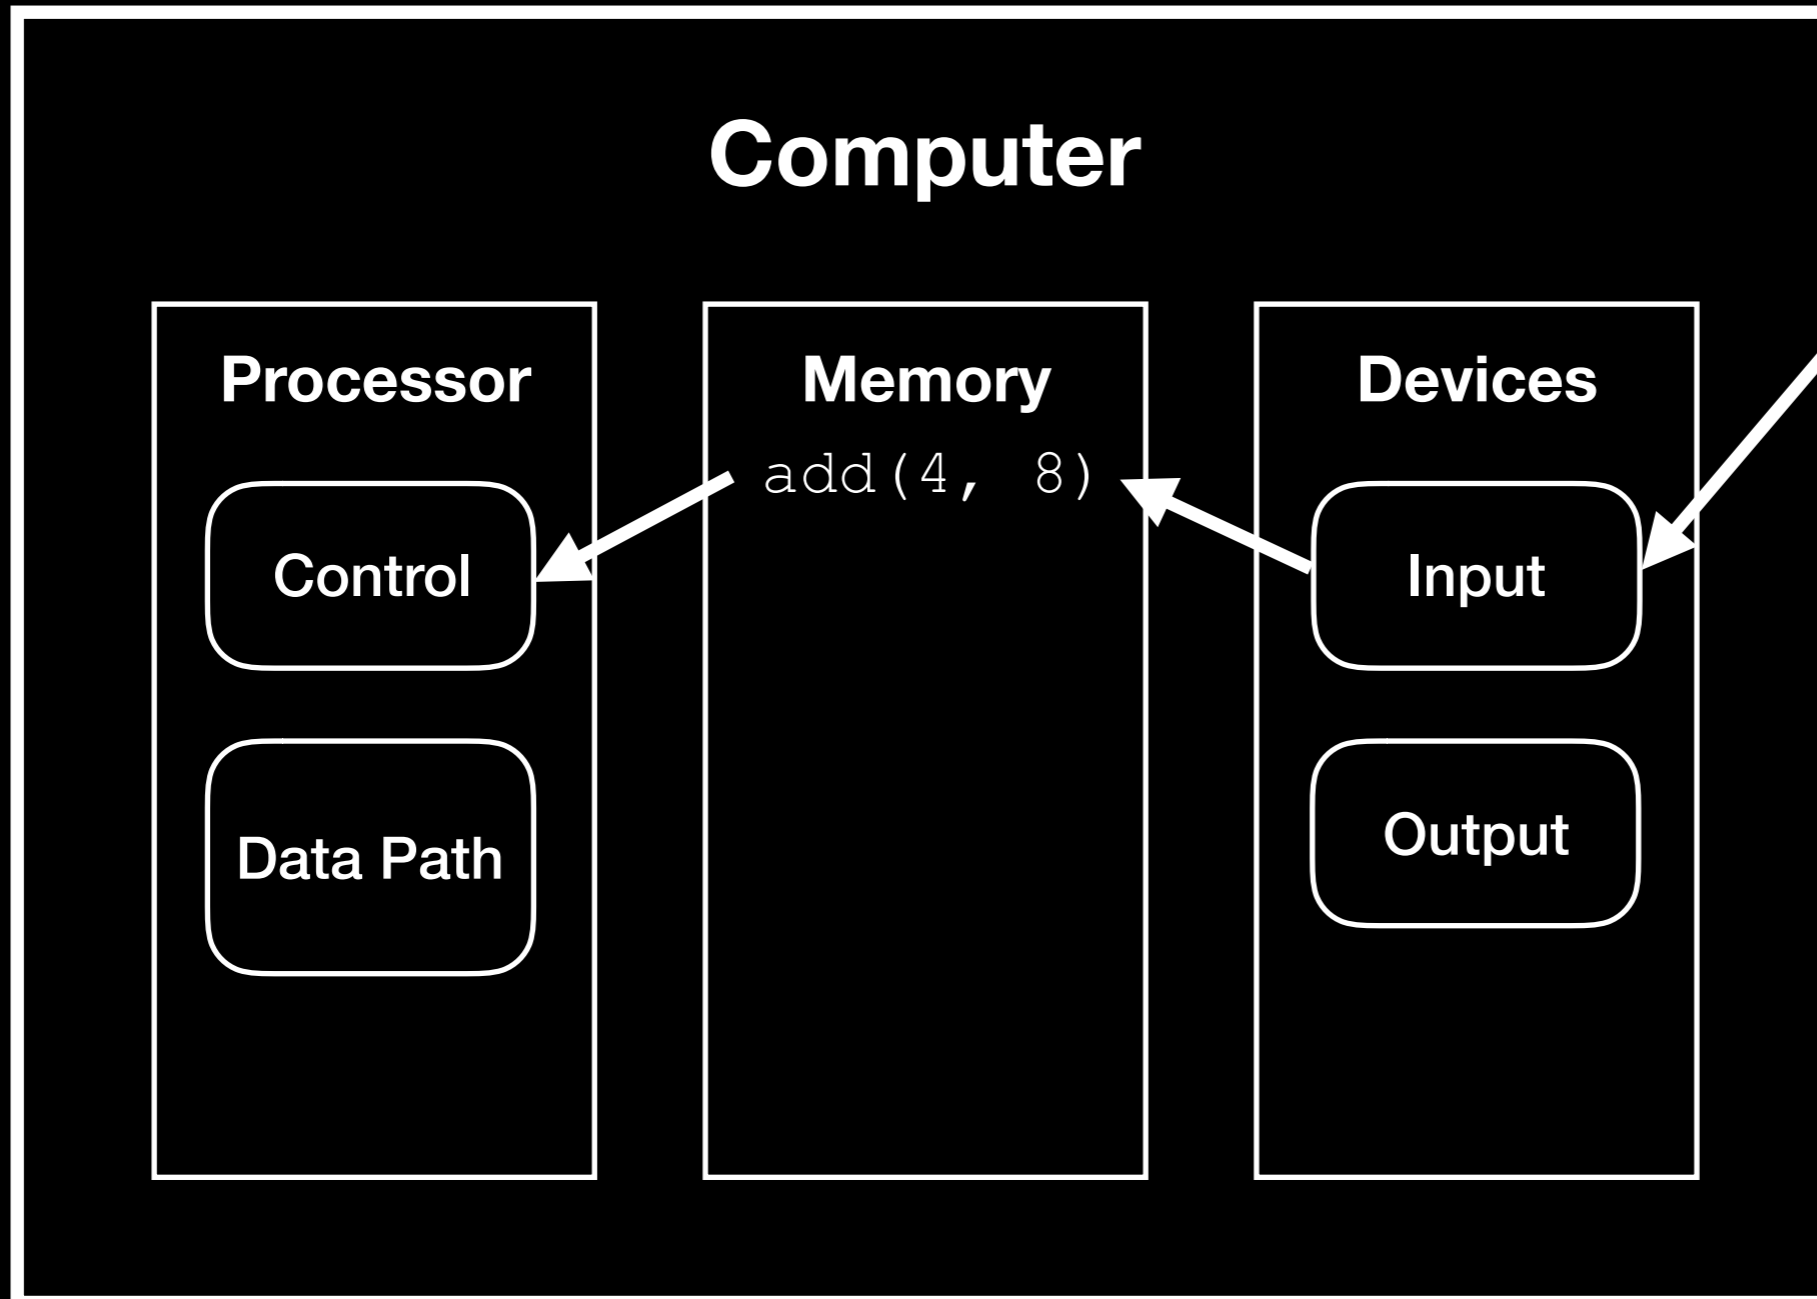 Computer
Processor
Control
Data Path
Memory
add(4, 8)
Devices
Input
Output